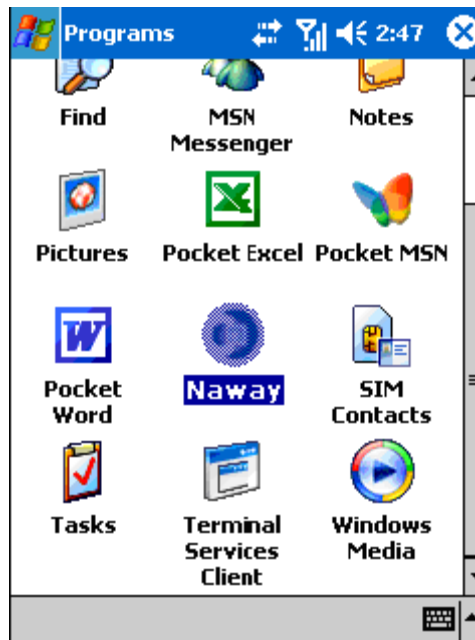 Programs 2:47
Find MSN Notes
Messenger
Pictures Pocket Excel Pocket MSN
Pocket Naway SIM
Word Contacts
Tasks Terminal Windows
Services Media
Client